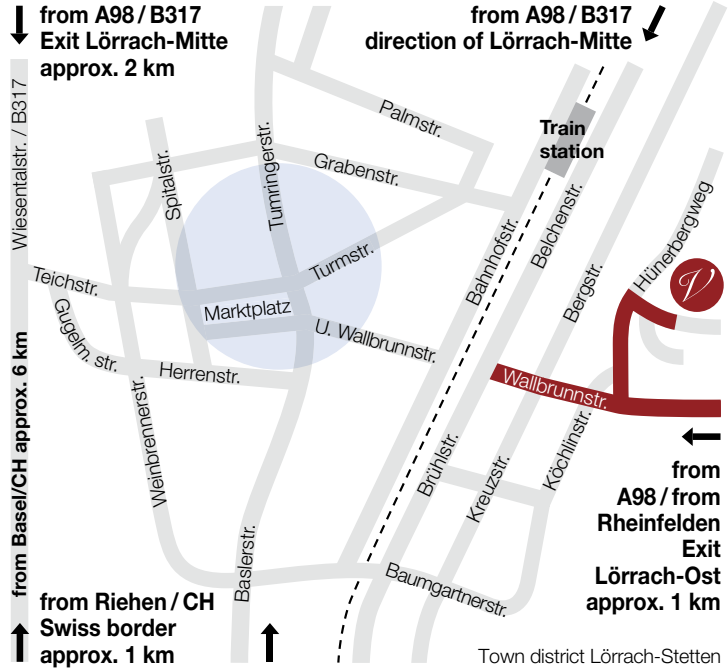 from A98 / B317
Exit Lörrach-Mitte
approx. 2 km
from A98 / B317
direction of Lörrach-Mitte
Wiesentalstr. / B317
from Basel/CH approx. 6 km
Palmstr.
Train
station
Tumringerstr.
Spitalstr.
Grabenstr.
Hünerbergweg
Belchenstr.
Bahnhofstr.
Bergstr.
Turmstr.
Teichstr.
V
Marktplatz
Gugelm. str.
U. Wallbrunnstr.
Herrenstr.
Wallbrunnstr.
Weinbrennerstr.
Köchlinstr.
Brühlstr.
Kreuzstr.
from
A98 / from
Rheinfelden
Exit
Lörrach-Ost
approx. 1 km
Baslerstr.
Baumgartnerstr.
from Riehen / CH
Swiss border
approx. 1 km
Town district Lörrach-Stetten